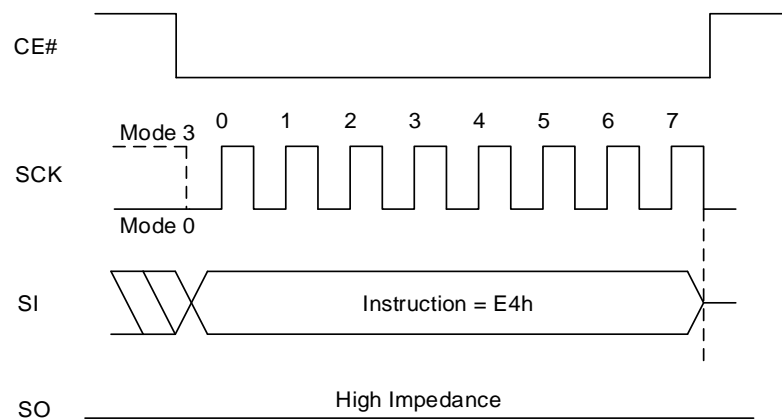 CE#
0 1 2 3 4 5 6 7
Mode 3
SCK
Mode 0
SI
Instruction = E4h
High Impedance
SO